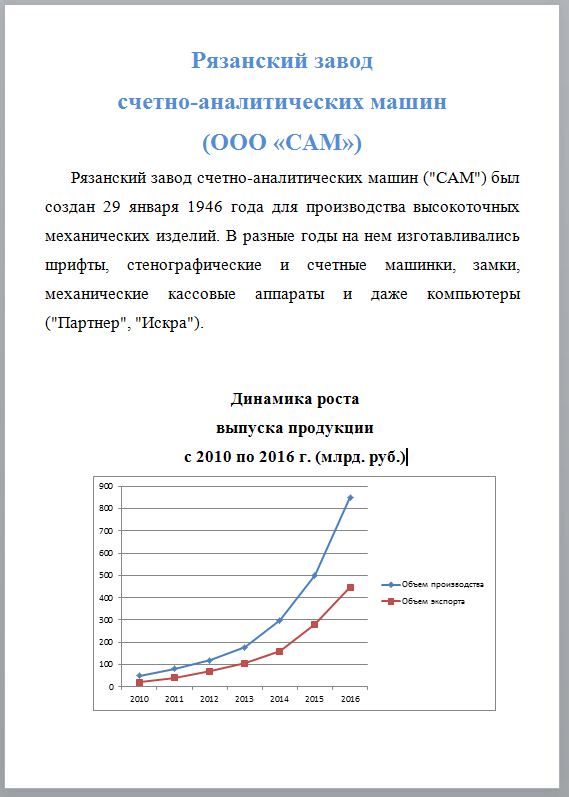 Рязанский завод
счетно-аналитических машин
(ООО «САМ»)
Рязанский завод счетно-аналитических машин ("САМ") был
создан 29 января 1946 года для производства высокоточных
механических изделий. В разные годы на нем изготавливались
шрифты, стенографические и счетные машинки, замки,
механические кассовые аппараты и даже компьютеры
("Партнер", "Искра").
Динамика роста
выпуска продукции
с 2010 по 2016 г. (млрд. руб.)
900
800
700
600
500
400
300
200
100
0
2010 2011 2012 2013 2014 2015 2016
Объем производства
Объем экспорта